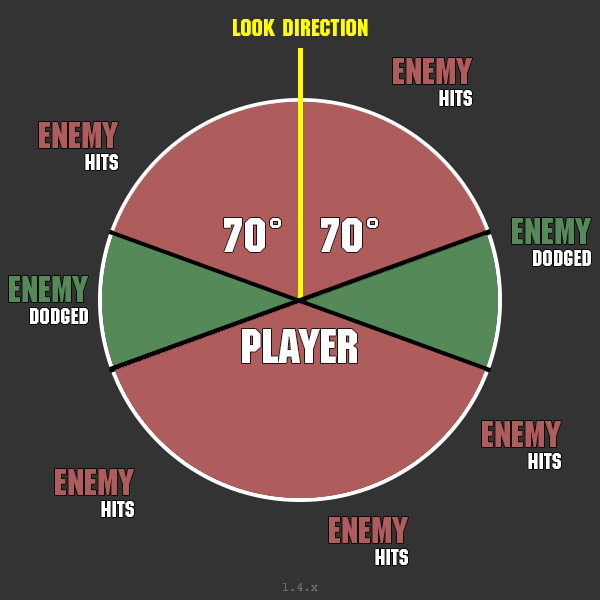 LOOK DIRECTION
ENEMY
HITS
ENEMY
HITS
70° 70°
ENEMY
DODGED
ENEMY
DODGED
PLAYER
ENEMY
HITS
ENEMY
HITS
ENEMY
HITS
1.4.x